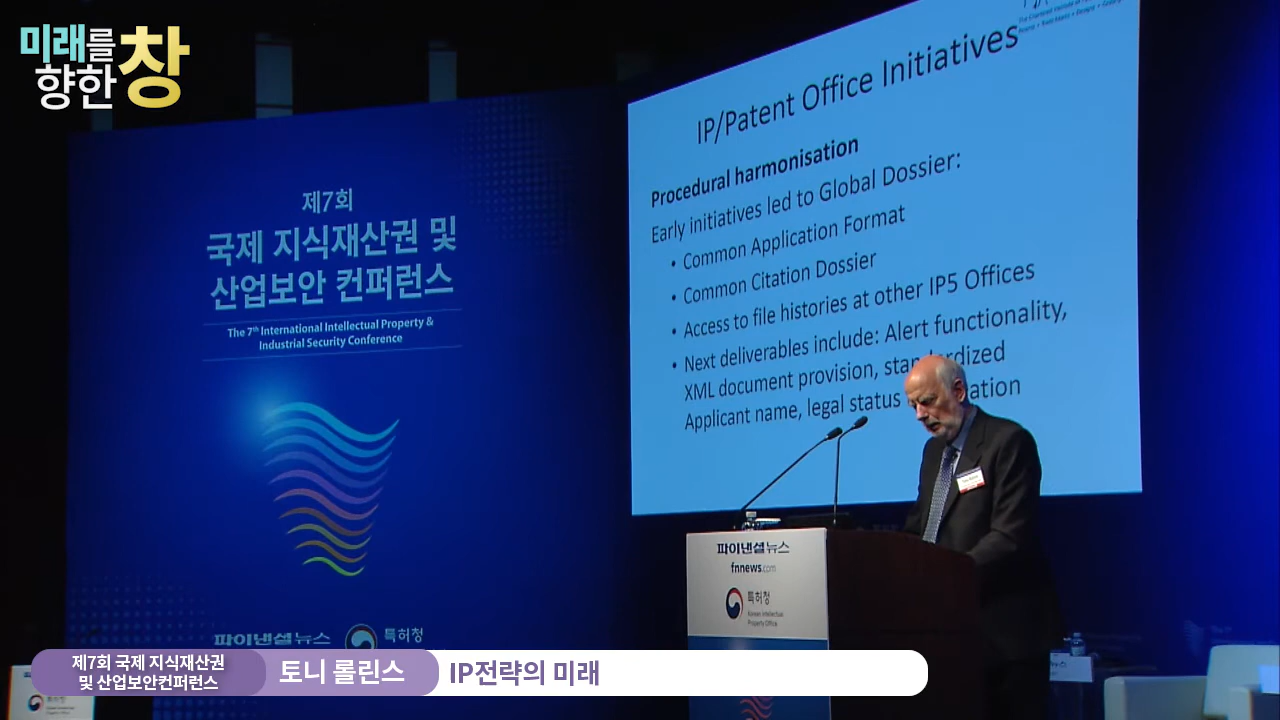 미래를
향한 창
제7회
국제 지식재산권 및
산업보안 컨퍼런스
The 7th International Intellectual Property &
Industrial Security Conference
파이낸셜뉴스
특허청
IP/Patent Office Initiatives
Procedural harmonisation
Early initiatives led to Global Dossier:
• Common Application Format
• Common Citation Dossier
• Access to file histories at other IP5 Offices
• Next deliverables include: Alert functionality,
XML document provision, standardized
Applicant name, legal status
파이낸셜뉴스
fnnews.com
특허청
Korean Intellectual
Property Office
제7회 국제 지식재산권
및 산업보안컨퍼런스
토니 롤린스
IP전략의 미래